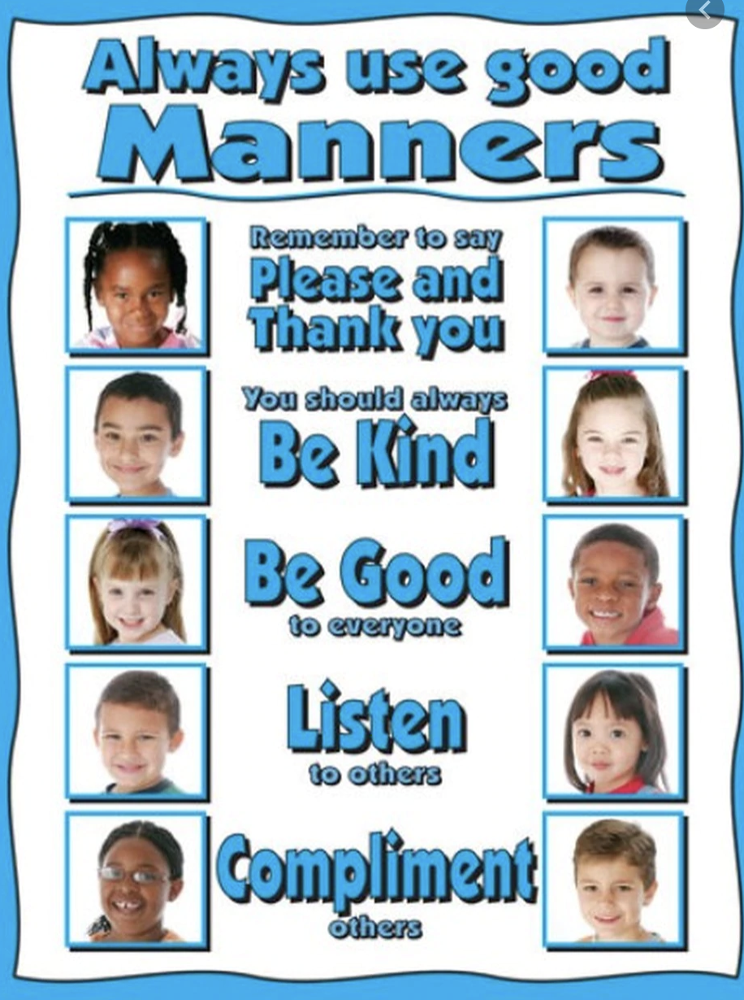 Always use good
Manners
Remember to say
Please and
Thank you
You should always
Be Kind
Be Good
to everyone
Listen
to others
Compliment
others